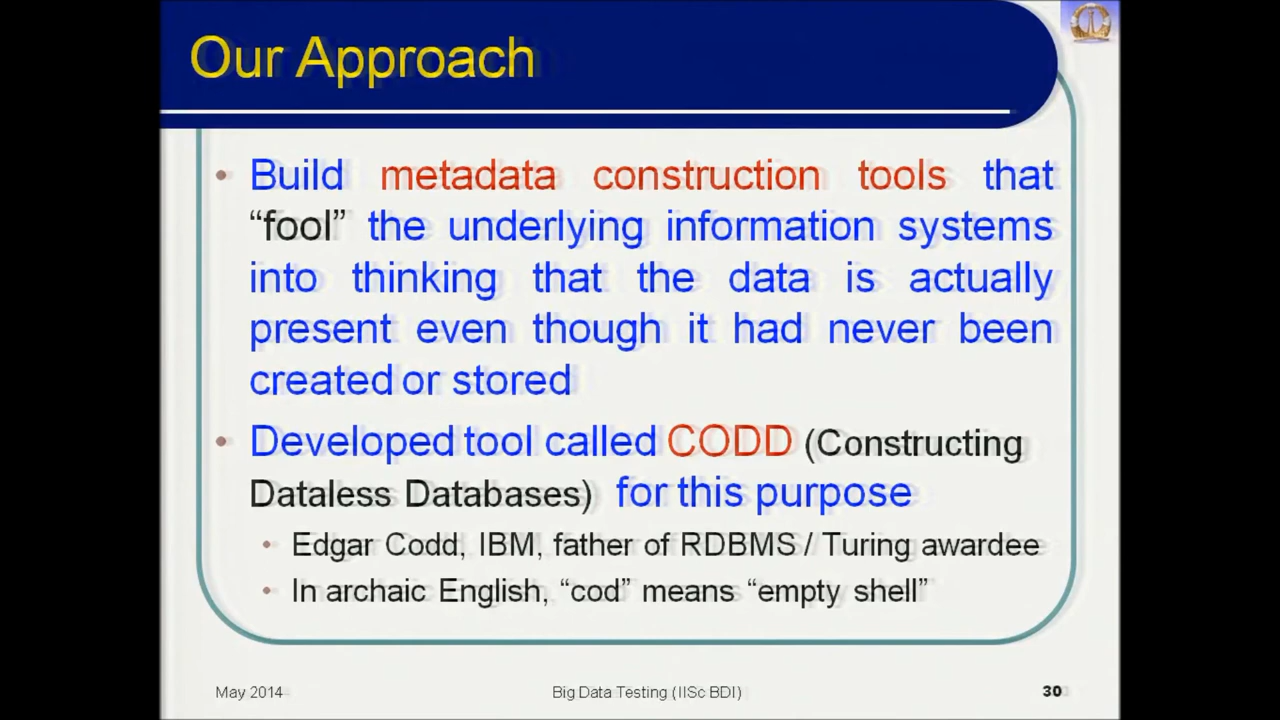 Our Approach
• Build metadata construction tools that
“fool” the underlying information systems
into thinking that the data is actually
present even though it had never been
created or stored
• Developed tool called CODD (Constructing
Dataless Databases) for this purpose
• Edgar Codd, IBM, father of RDBMS / Turing awardee
• In archaic English, “cod” means “empty shell”
May 2014
Big Data Testing (IISc BDI)
30